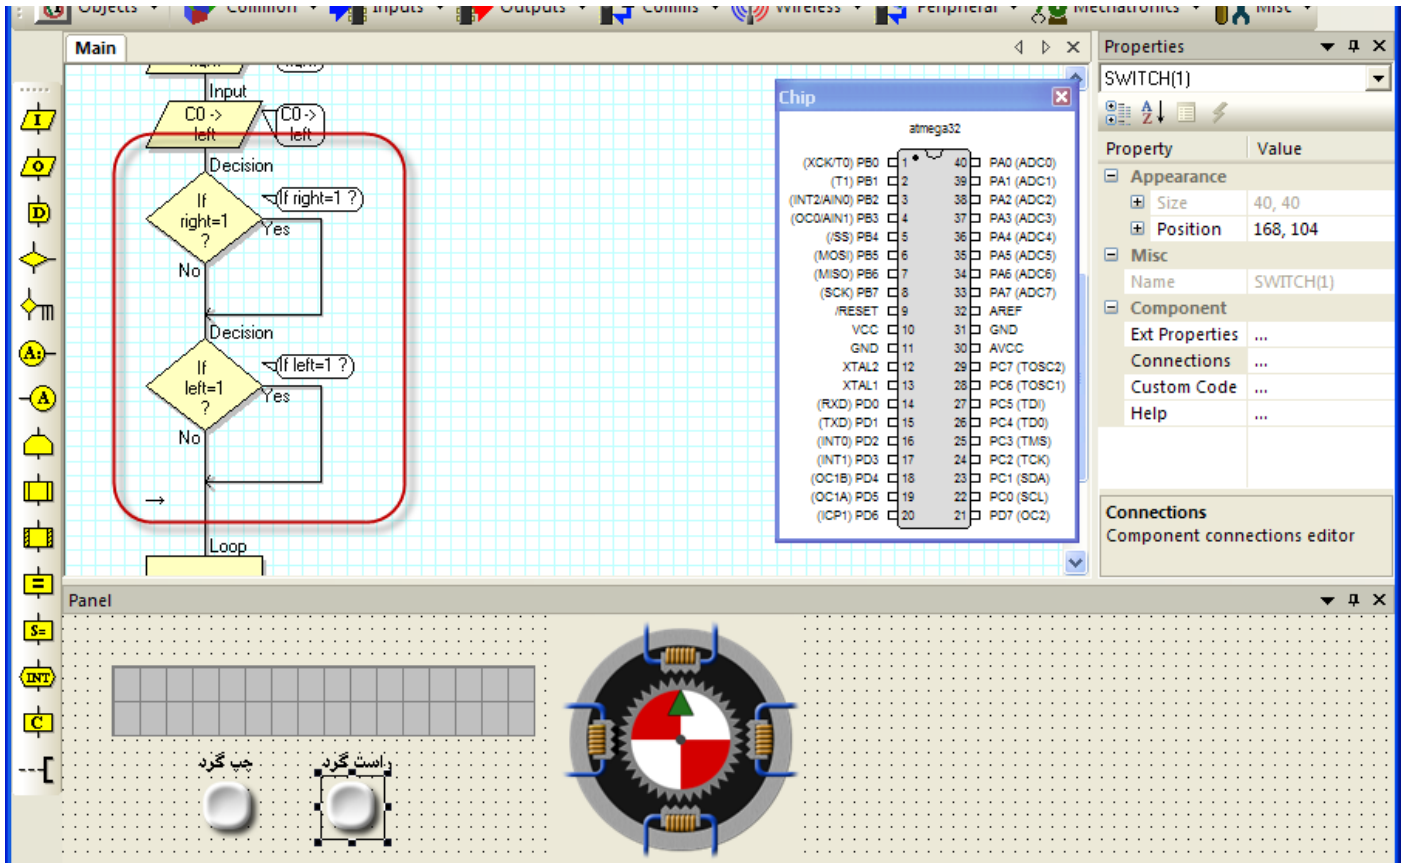 Objects Common Inputs Outputs Comms Wireless Peripheral Mechatronics Misc
Main
Input
C0 ->
left
C0 ->
left
Decision
If
right=1
?
If right=1 ?)
Yes
No
Decision
If
left=1
?
If left=1 ?)
Yes
No
Loop
Chip
atmega32
(XCK/T0) PB0 1 40 PA0 (ADC0)
(T1) PB1 2 39 PA1 (ADC1)
(INT2/AIN0) PB2 3 38 PA2 (ADC2)
(OC0/AIN1) PB3 4 37 PA3 (ADC3)
(/SS) PB4 5 36 PA4 (ADC4)
(MOSI) PB5 6 35 PA5 (ADC5)
(MISO) PB6 7 34 PA6 (ADC6)
(SCK) PB7 8 33 PA7 (ADC7)
/RESET 9 32 AREF
VCC 10 31 GND
GND 11 30 AVCC
XTAL2 12 29 PC7 (TOSC2)
XTAL1 13 28 PC6 (TOSC1)
(RXD) PD0 14 27 PC5 (TDI)
(TXD) PD1 15 26 PC4 (TD0)
(INT0) PD2 16 25 PC3 (TMS)
(INT1) PD3 17 24 PC2 (TCK)
(OC1B) PD4 18 23 PC1 (SDA)
(OC1A) PD5 19 22 PC0 (SCL)
(ICP1) PD6 20 21 PD7 (OC2)
Properties
SWITCH(1)
Property Value
Appearance
Size 40, 40
Position 168, 104
Misc
Name SWITCH(1)
Component
Ext Properties ...
Connections ...
Custom Code ...
Help ...
Connections
Component connections editor
I
O
D
A:
A
=
S=
INT
C
Panel
چپ گرد
راست گرد